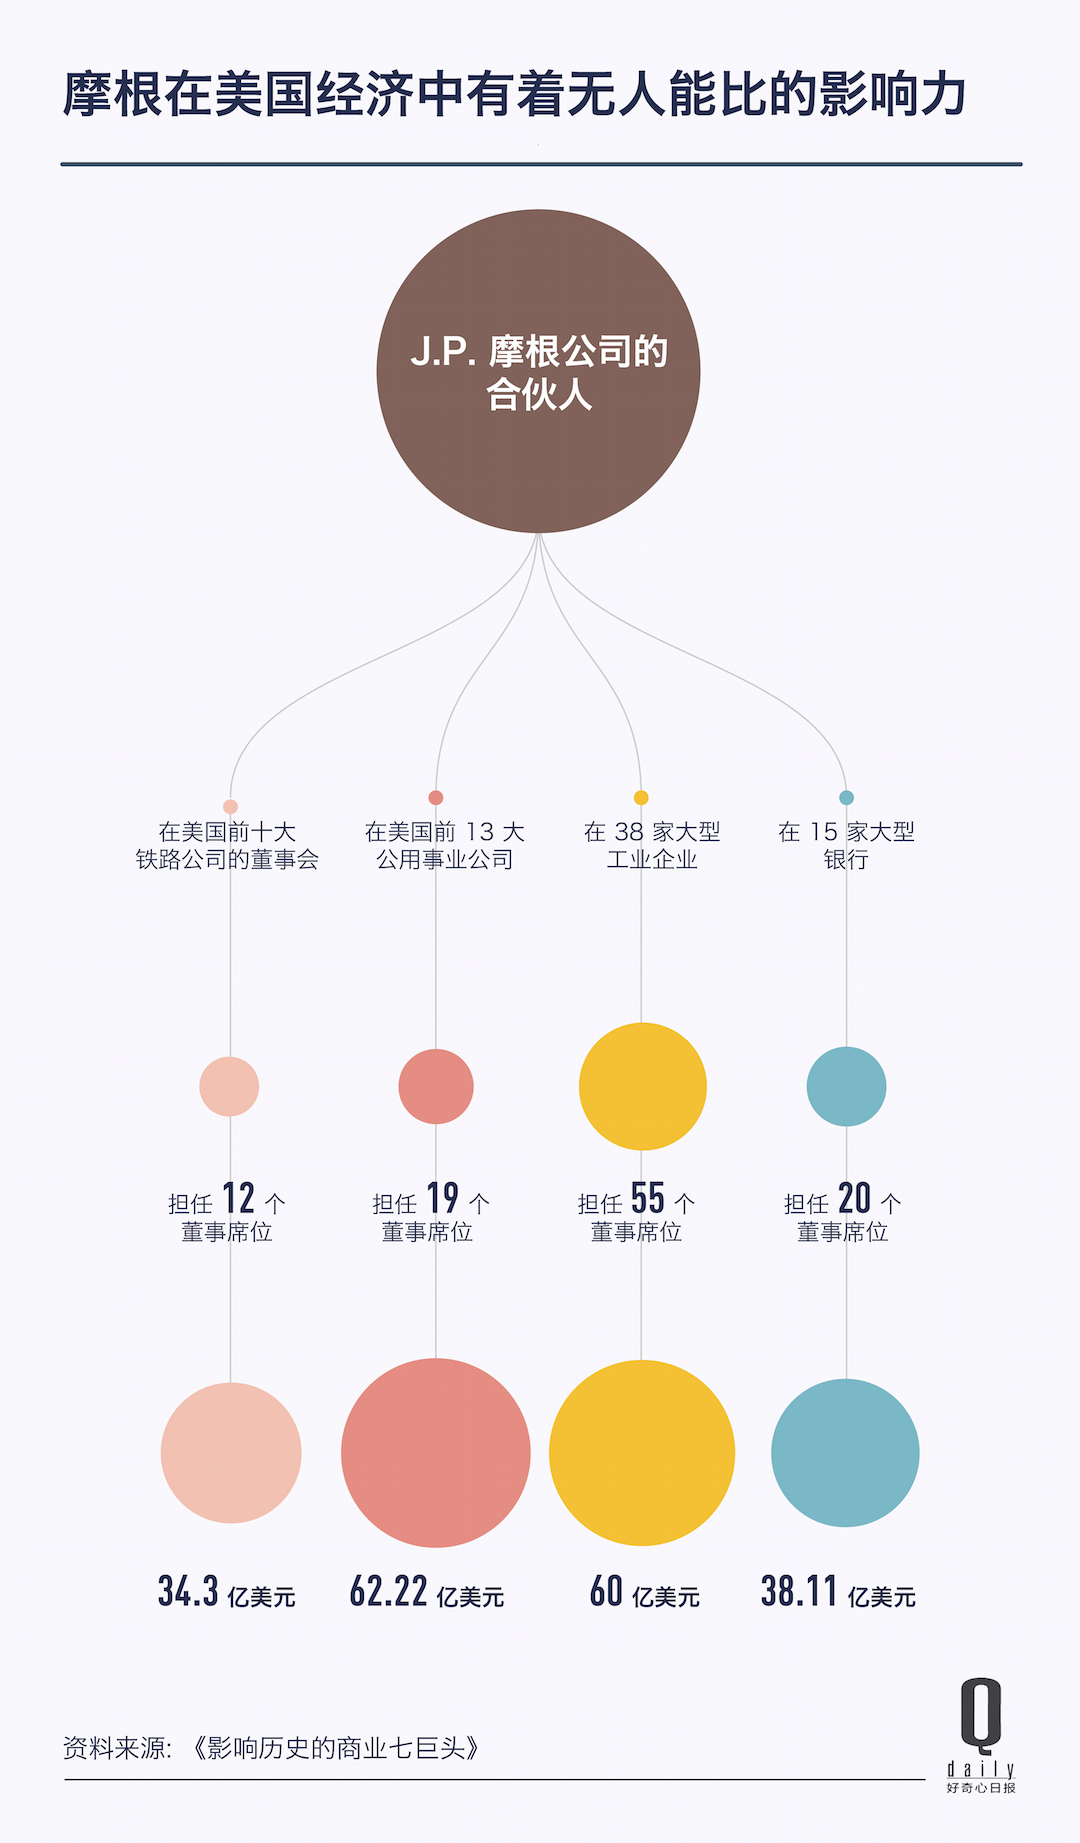 摩根在美国经济中有着无人能比的影响力
J.P. 摩根公司的
合伙人
在美国前十大
铁路公司的董事会
在美国前 13 大
公用事业公司
在 38 家大型
工业企业
在 15 家大型
银行
担任 12 个
董事席位
担任 19 个
董事席位
担任 55 个
董事席位
担任 20 个
董事席位
34.3 亿美元
62.22 亿美元
60 亿美元
38.11 亿美元
资料来源: 《影响历史的商业七巨头》
Q
daily
好奇心日报